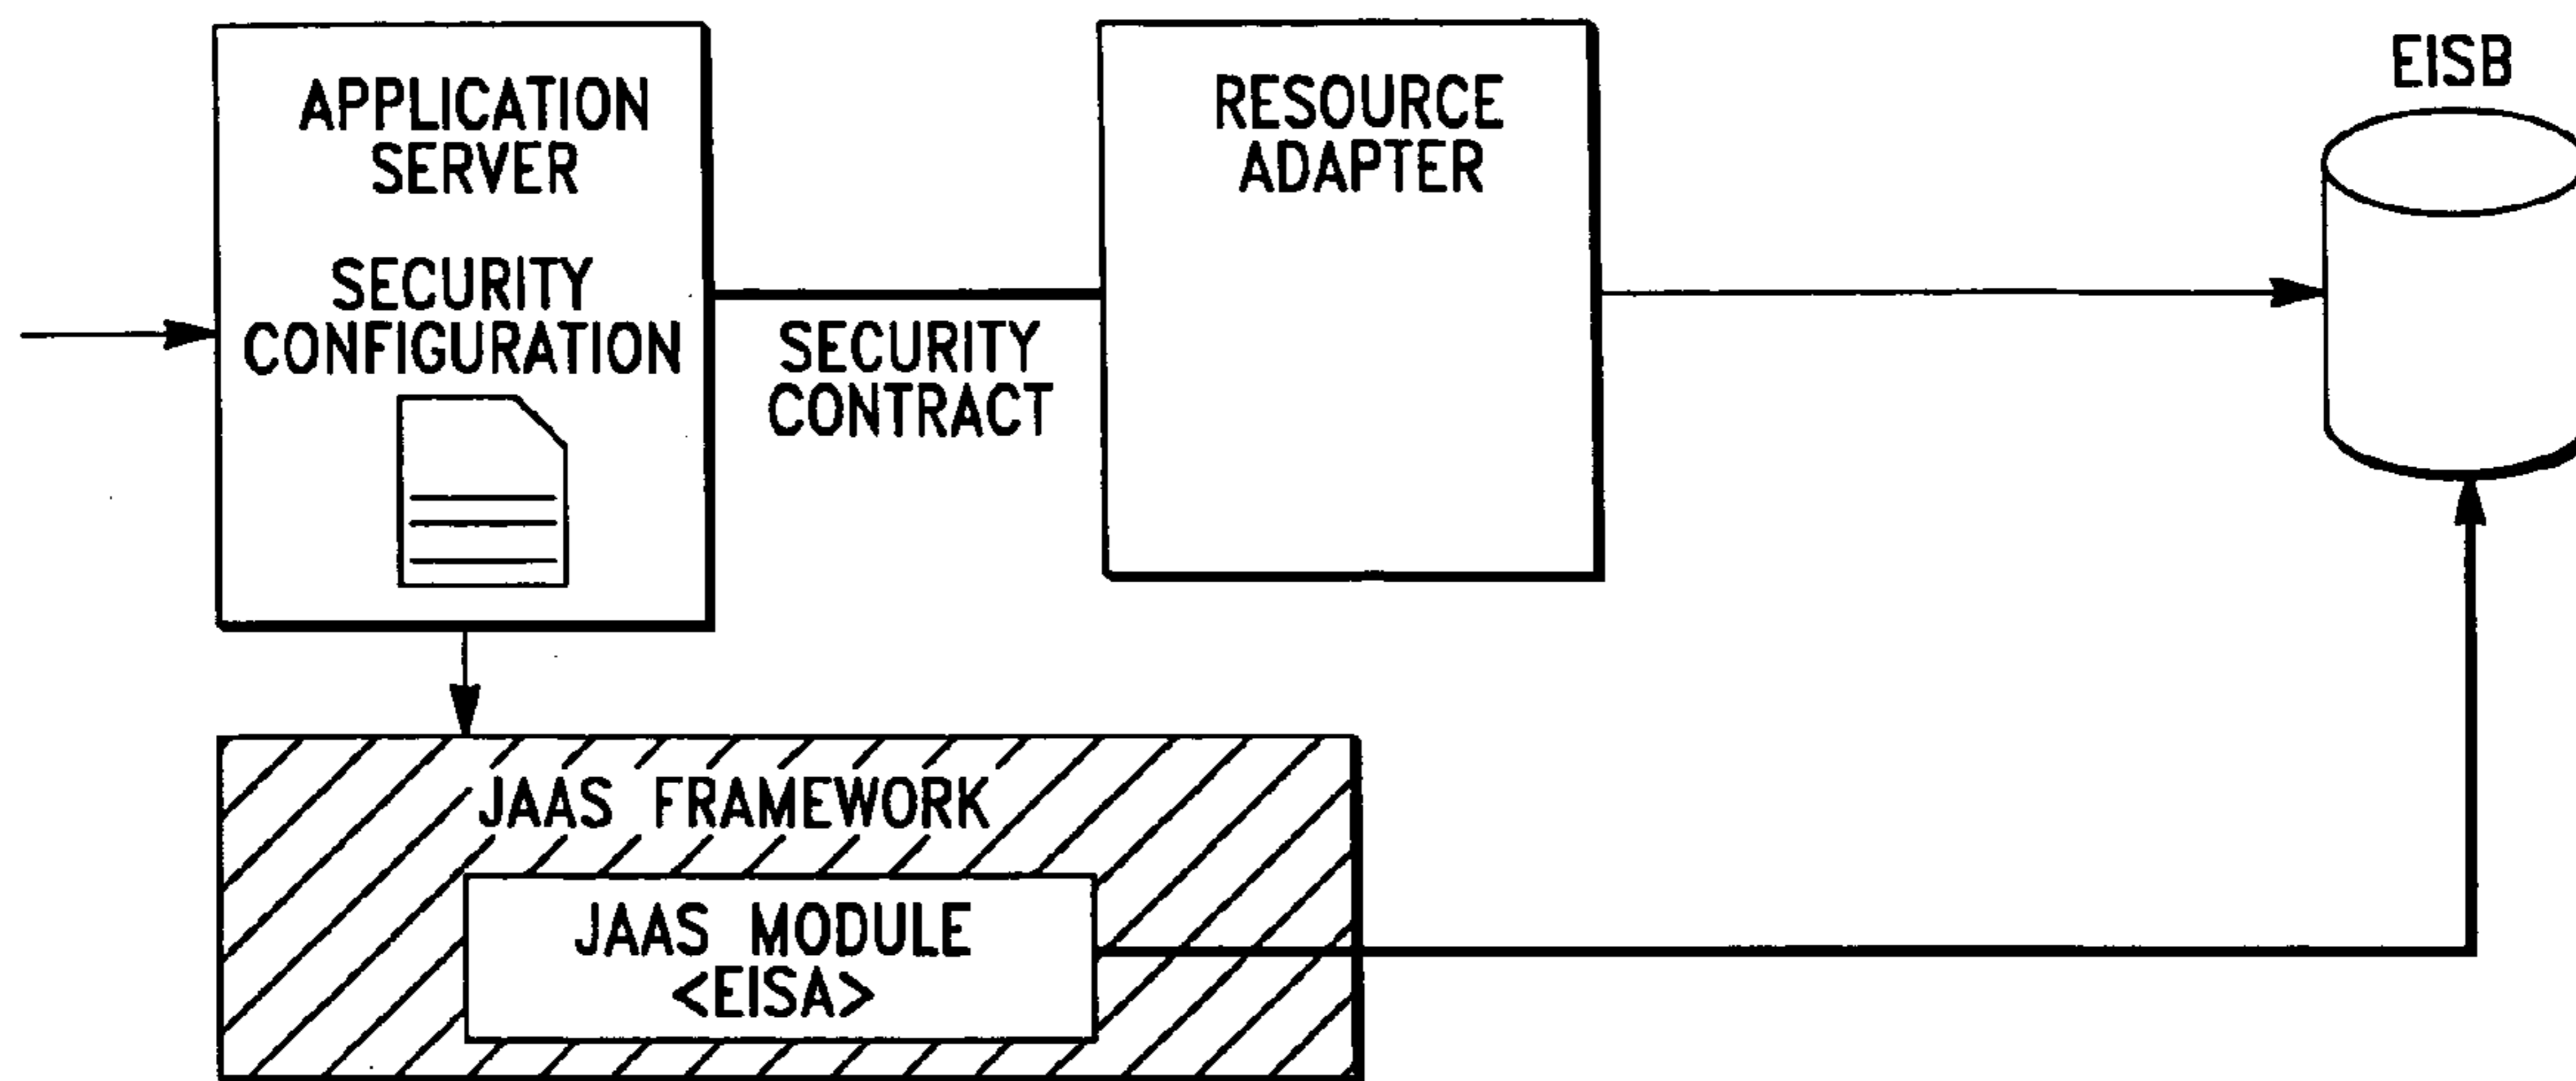 APPLICATION
SERVER
SECURITY
CONFIGURATION
SECURITY
CONTRACT
RESOURCE
ADAPTER
EISB
JAAS FRAMEWORK
JAAS MODULE
<EISA>